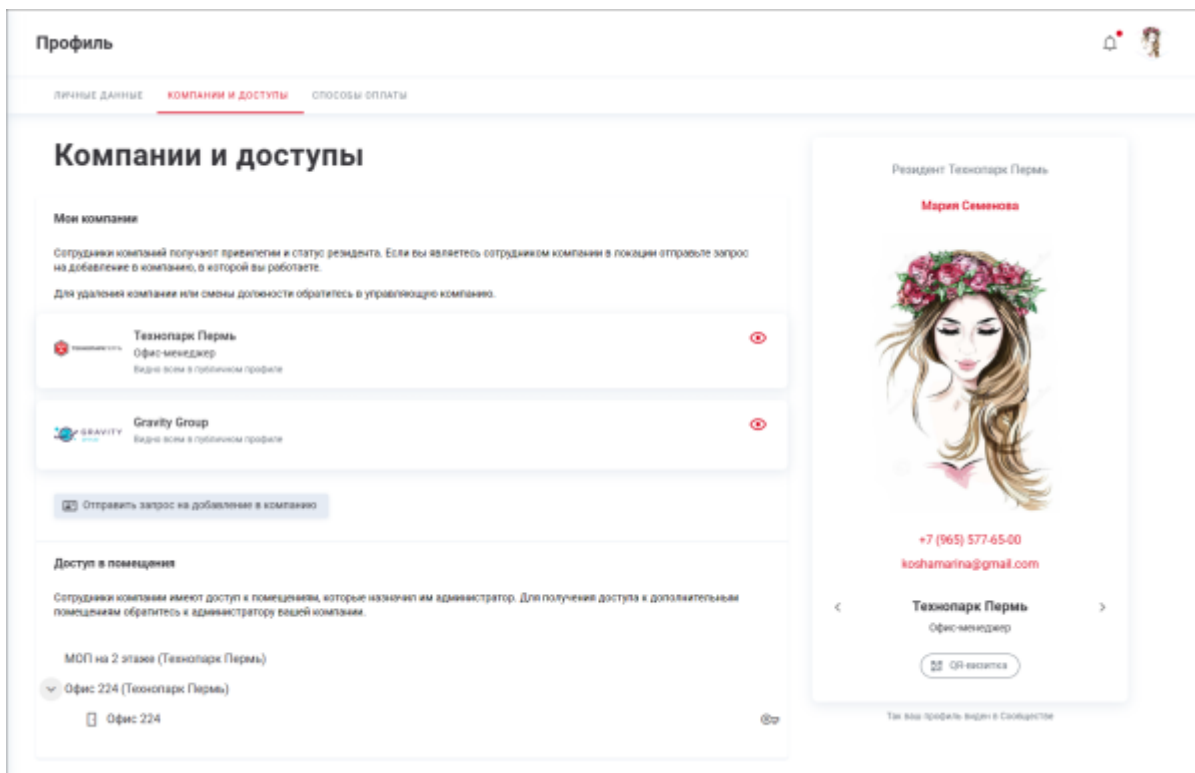 Профиль
ЛИЧНЫЕ ДАННЫЕ
КОМПАНИИ И ДОСТУПЫ
СПОСОБЫ ОПЛАТЫ
Компании и доступы
Мои компании
Сотрудники компаний получают привилегии и статус резидента. Если вы являетесь сотрудником компании в локации отправьте запрос
на добавление в компанию, в которой вы работаете.
Для удаления компании или смены должности обратитесь в управляющую компанию.
Технопарк Пермь
Офис-менеджер
Видно всем в публичном профиле
GRAVITY
Gravity Group
Видно всем в публичном профиле
Отправить запрос на добавление в компанию
Доступ в помещения
Сотрудники компании имеют доступ к помещениям, которые назначил им администратор. Для получения доступа к дополнительным
помещениям обратитесь к администратору вашей компании.
МОП на 2 этаже (Технопарк Пермь)
Офис 224 (Технопарк Пермь)
Офис 224
Резидент Технопарк Пермь
Мария Семенова
+7 (965) 577-65-00
koshamarina@gmail.com
Технопарк Пермь
Офис-менеджер
QR-визитка
Так ваш профиль виден в Сообществе